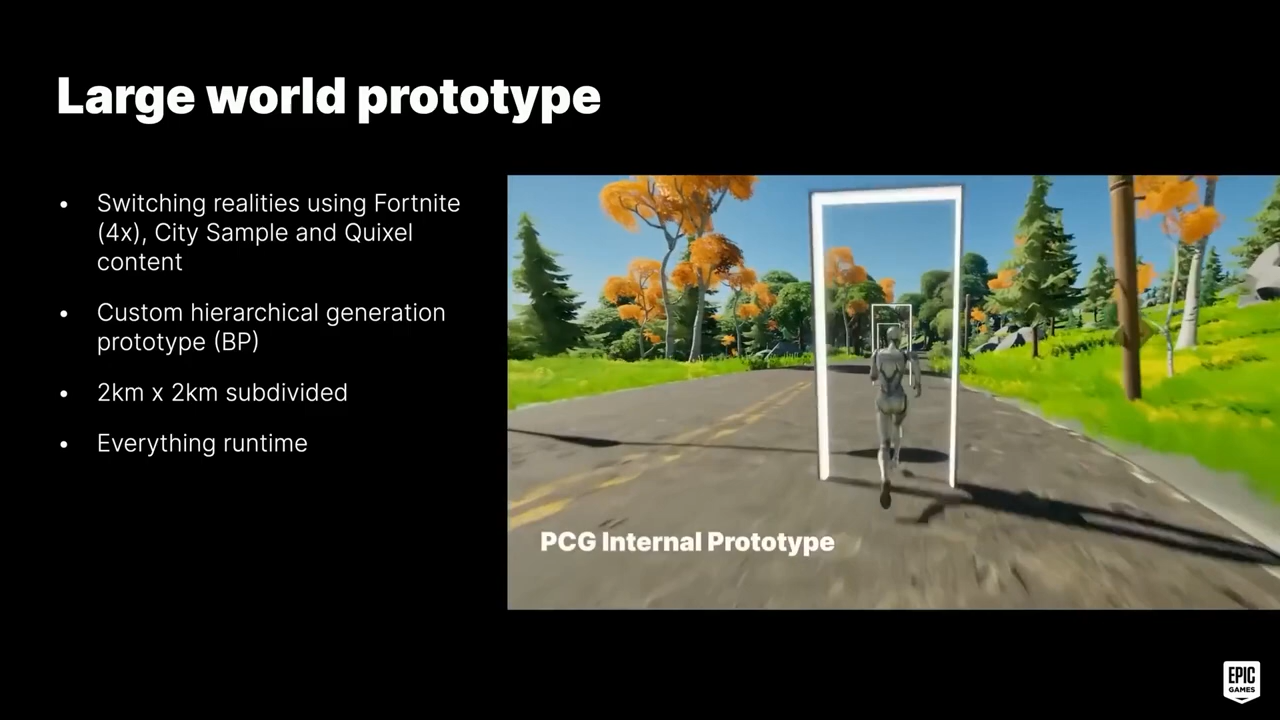 Large world prototype
• Switching realities using Fortnite
(4x), City Sample and Quixel
content
• Custom hierarchical generation
prototype (BP)
• 2km x 2km subdivided
• Everything runtime
PCG Internal Prototype
EPIC
GAMES